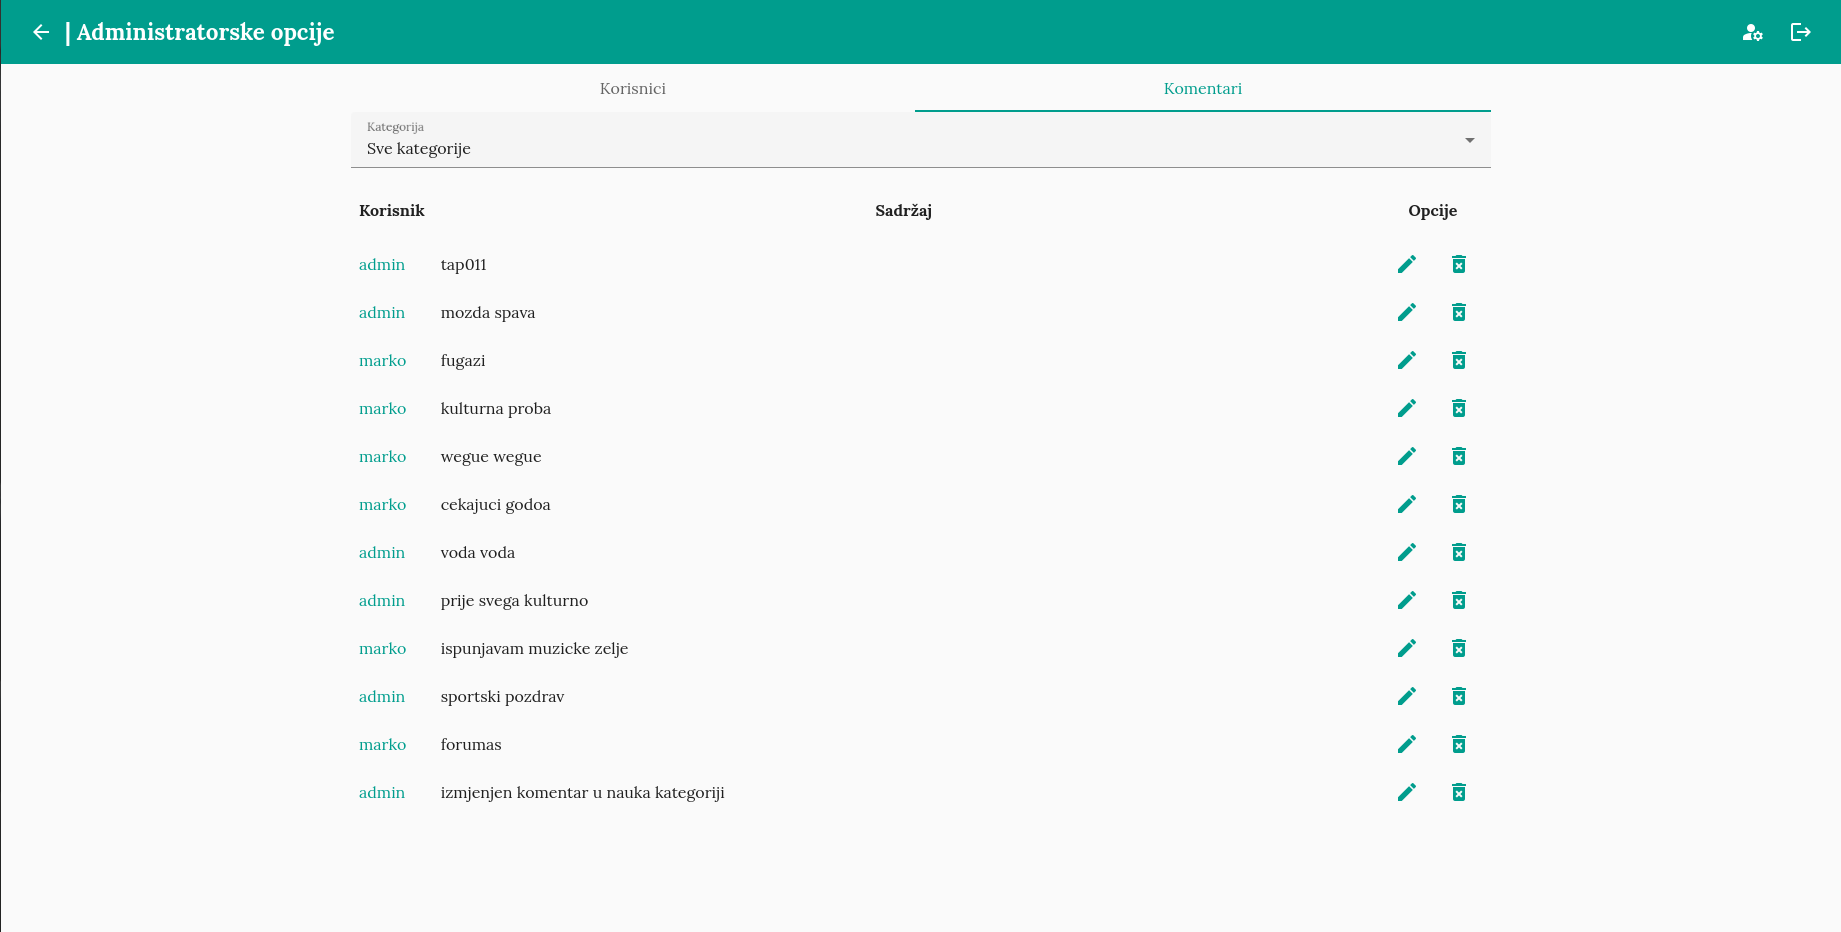 | Administratorske opcije
Korisnici Komentari
Kategorija
Sve kategorije
Korisnik Sadržaj Opcije
admin tap011
admin mozda spava
marko fugazi
marko kulturna proba
marko wegue wegue
marko cekajuci godoa
admin voda voda
admin prije svega kulturno
marko ispunjavam muzicke zelje
admin sportski pozdrav
marko forumas
admin izmjenjen komentar u nauka kategoriji